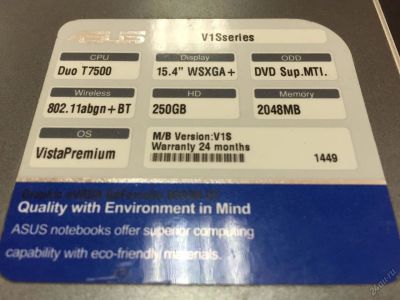 ASUS
V1Sseries
CPU
Duo T7500
Display
15.4" WSXGA+
ODD
DVD Sup.MTI.
Wireless
802.11abgn+BT
HD
250GB
Memory
2048MB
OS
VistaPremium
M/B Version:V1S
Warranty 24 months
1449
Quality with Environment in Mind
ASUS notebooks offer superior computing
capability with eco-friendly materials.